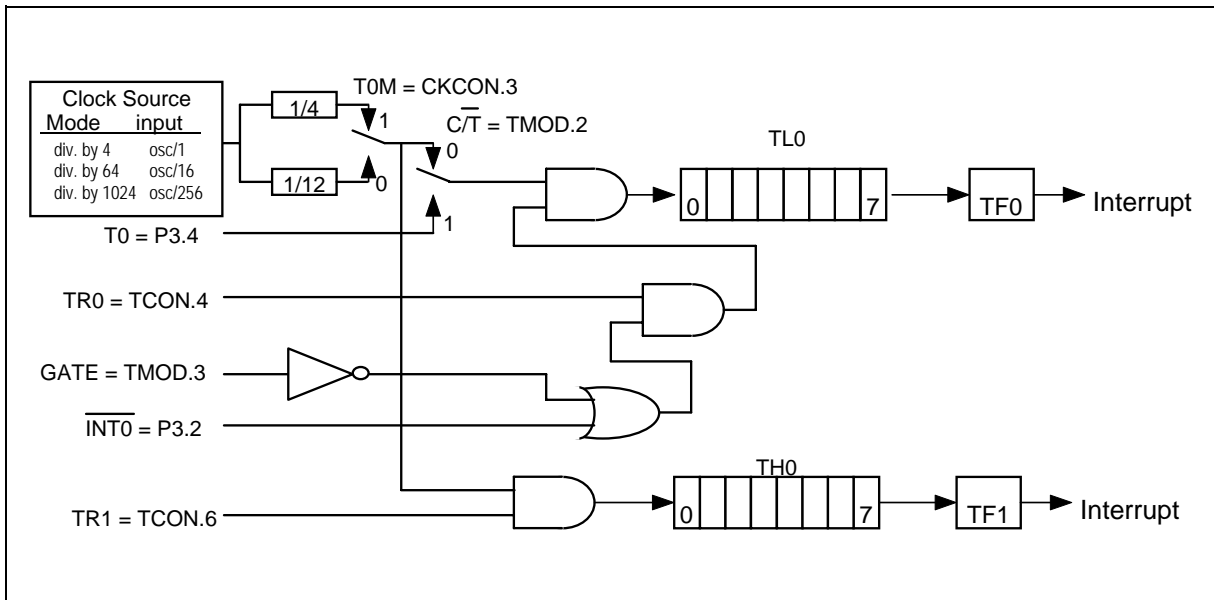 T0M = CKCON.3
Clock Source
Mode input
div. by 4 osc/1
div. by 64 osc/16
div. by 1024 osc/256
1/4
1
C/T̅ = TMOD.2
0
TL0
1/12
0
0 7
TF0
Interrupt
T0 = P3.4
1
TR0 = TCON.4
GATE = TMOD.3
I̅N̅T̅0̅ = P3.2
TH0
0 7
TF1
Interrupt
TR1 = TCON.6